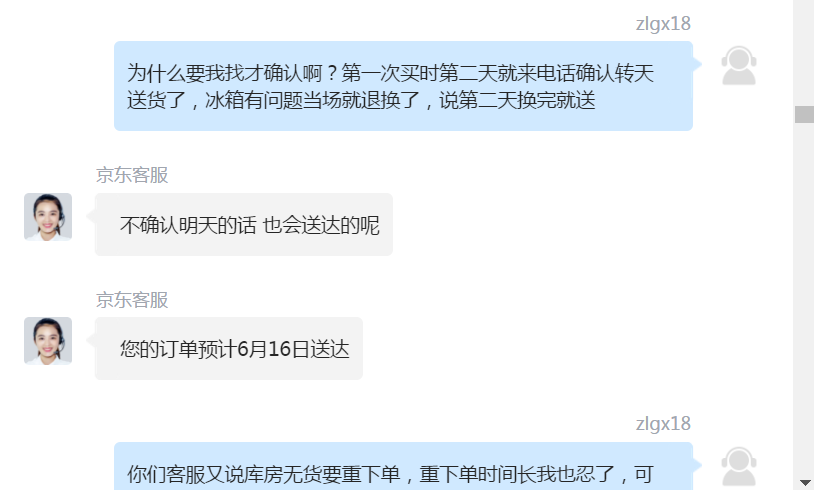 zlgx18
为什么要我找才确认啊？第一次买时第二天就来电话确认转天
送货了，冰箱有问题当场就退换了，说第二天换完就送
京东客服
不确认明天的话 也会送达的呢
京东客服
您的订单预计6月16日送达
zlgx18
你们客服又说库房无货要重下单，重下单时间长我也忍了，可